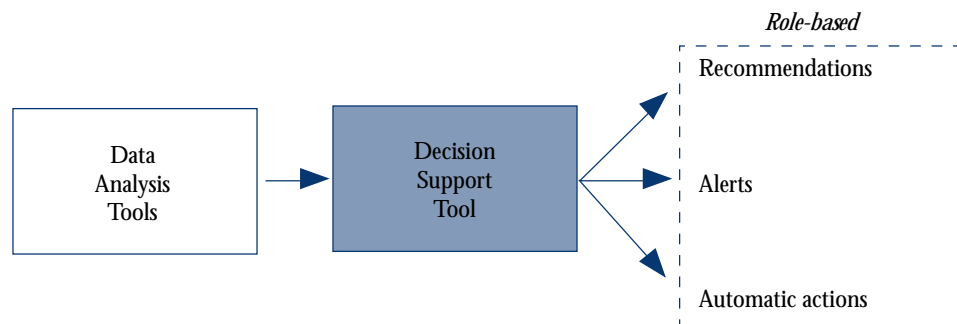 Role-based
Recommendations
Data
Analysis
Tools
Decision
Support
Tool
Alerts
Automatic actions